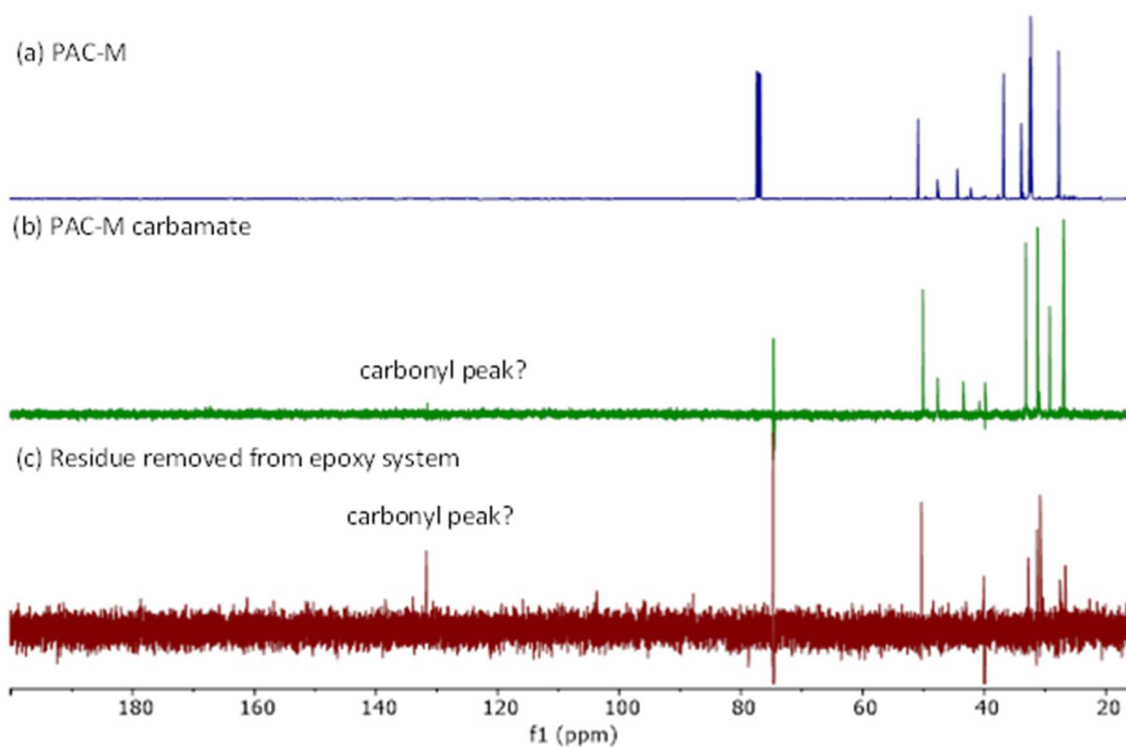 (a) PAC-M
(b) PAC-M carbamate
carbonyl peak?
(c) Residue removed from epoxy system
carbonyl peak?
180 160 140 120 100 80 60 40 20
f1 (ppm)